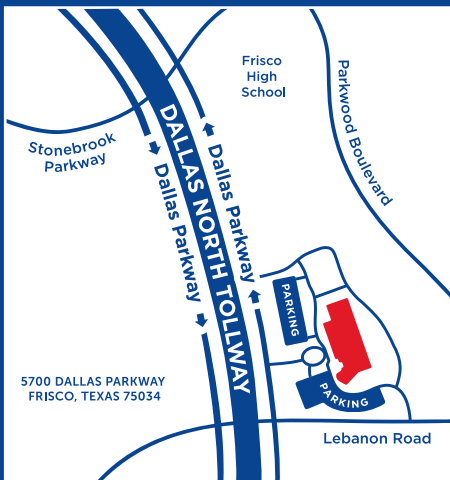 Frisco
High
School
Parkwood Boulevard
Stonebrook
Parkway
DALLAS NORTH TOLLWAY
Dallas Parkway
Dallas Parkway
PARKING
PARKING
5700 DALLAS PARKWAY
FRISCO, TEXAS 75034
Lebanon Road